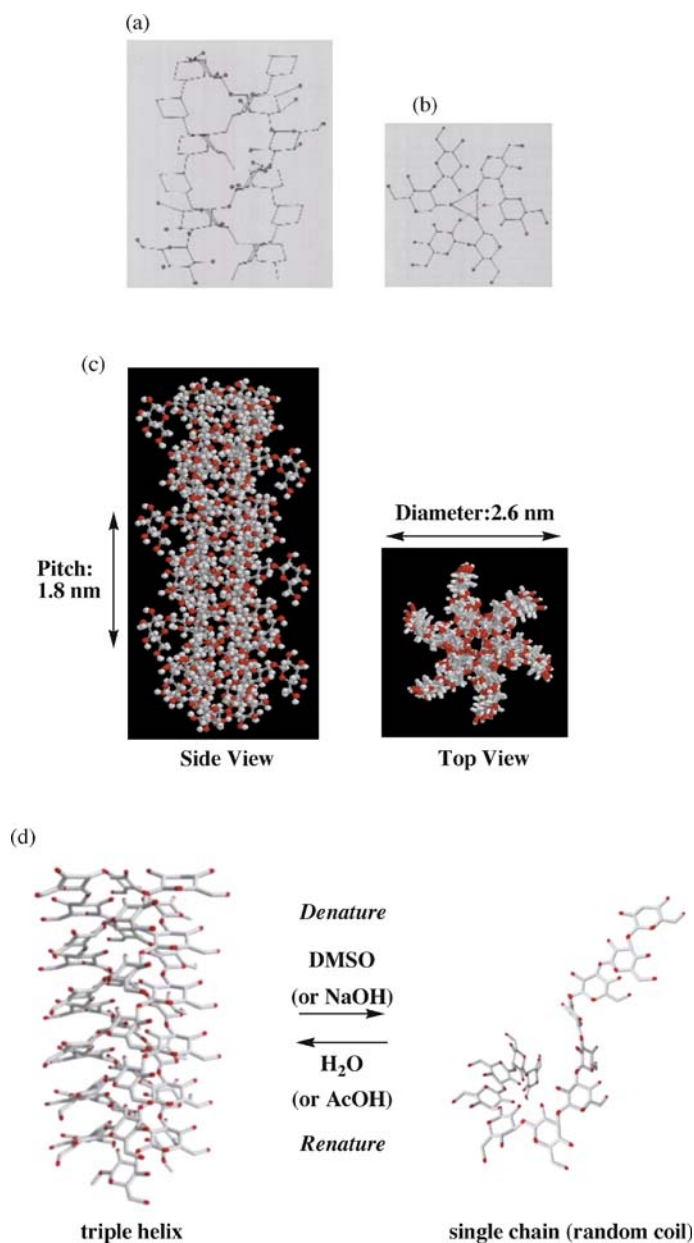 (a)
(b)
(c)
Pitch:
1.8 nm
Diameter:2.6 nm
Side View
Top View
(d)
Denature
DMSO
(or NaOH)
H₂O
(or AcOH)
Renature
triple helix
single chain (random coil)